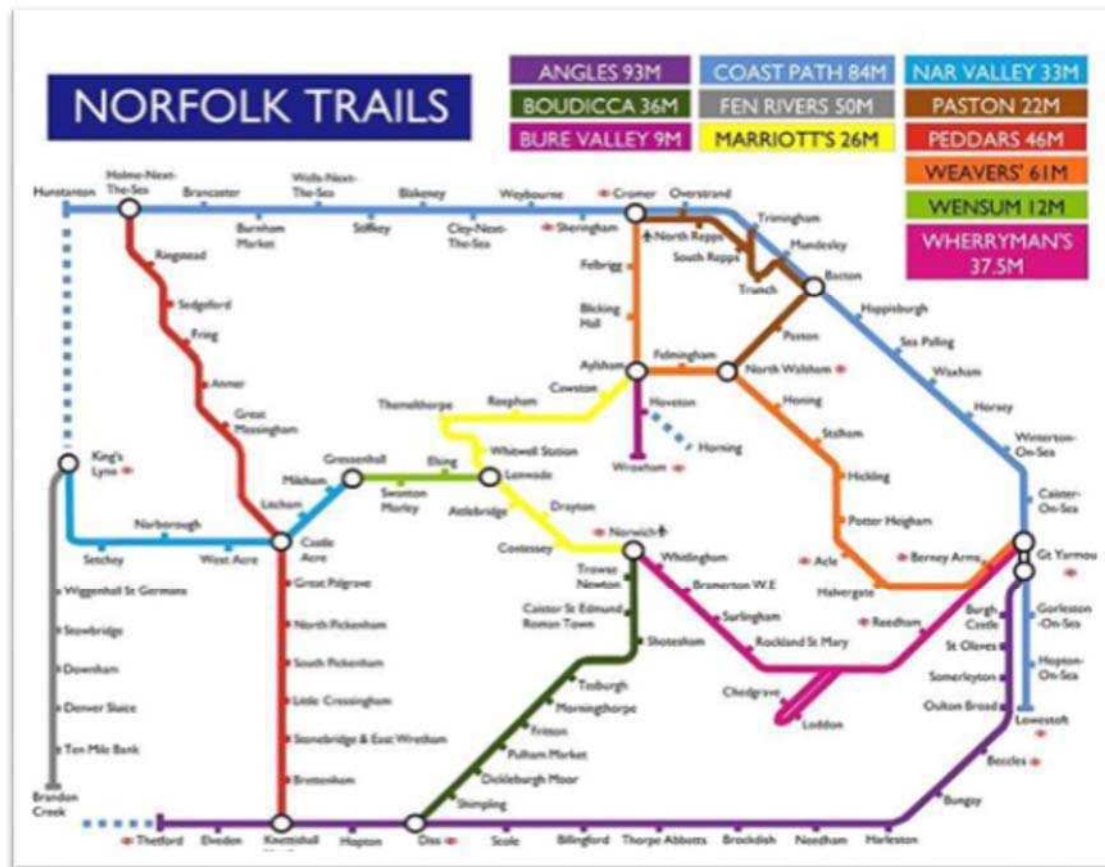 NORFOLK TRAILS
ANGLES 93M
COAST PATH 84M
NAR VALLEY 33M
BOUDICCA 36M
FEN RIVERS 50M
PASTON 22M
BURE VALLEY 9M
MARRIOTT'S 26M
PEDDARS 46M
WEAVERS' 61M
WENSUM 12M
WHERRYMAN'S
37.5M
Hunstanton
Holme-Next-
The-Sea
Brancaster
Burnham
Market
Wells-Next-
The-Sea
Stiffkey
Blakeney
Cley-Next-
The-Sea
Weybourne
Sheringham
Cromer
Overstrand
Trimingham
Mundesley
Bacton
North Repps
South Repps
Trunch
Paston
North Walsham
Happisburgh
Sea Palling
Waxham
Horsey
Winterton-
On-Sea
Caister-
On-Sea
Gt Yarmou
Gorleston
-On-Sea
Hopton-
On-Sea
Lowestoft
Ringstead
Sedgeford
Fring
Anmer
Great
Massingham
Castle
Acre
Great Palgrave
North Pickenham
South Pickenham
Little Cressingham
Stonebridge & East Wretham
Brettenham
Knettishall
King's
Lynn
Setchey
Narborough
West Acre
Litcham
Mileham
Gressenhall
Swanton
Morley
Elsing
Lenwade
Whitwell Station
Themelthorpe
Reepham
Cawston
Aylsham
Blicking
Hall
Felbrigg
Felmingham
Hoveton
Horning
Wroxham
Honing
Stalham
Hickling
Potter Heigham
Acle
Halvergate
Berney Arms
Attlebridge
Drayton
Costessey
Norwich
Whitlingham
Bramerton W.E
Surlingham
Rockland St Mary
Chedgrave
Loddon
Reedham
Trowse
Newton
Caistor St Edmund
Roman Town
Shotesham
Tasburgh
Morningthorpe
Fritton
Pulham Market
Dickleburgh Moor
Shimpling
Burgh
Castle
St Olaves
Somerleyton
Oulton Broad
Beccles
Bungay
Wiggenhall St Germans
Stowbridge
Downham
Denver Sluice
Ten Mile Bank
Brandon
Creek
Thetford
Elveden
Hopton
Diss
Scole
Billingford
Thorpe Abbotts
Brockdish
Needham
Harleston